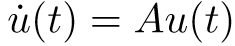 u̇(t) = Au(t)